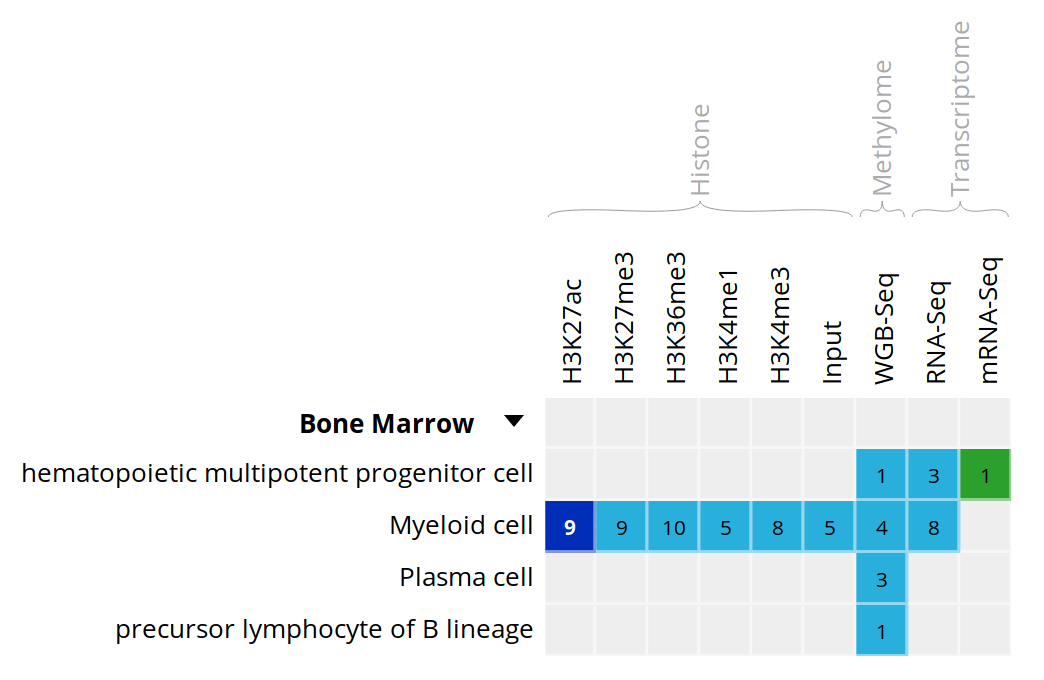 Histone
Methylome
Transcriptome
H3K27ac
H3K27me3
H3K36me3
H3K4me1
H3K4me3
Input
WGB-Seq
RNA-Seq
mRNA-Seq
Bone Marrow
hematopoietic multipotent progenitor cell 1 3 1
Myeloid cell 9 9 10 5 8 5 4 8
Plasma cell 3
precursor lymphocyte of B lineage 1